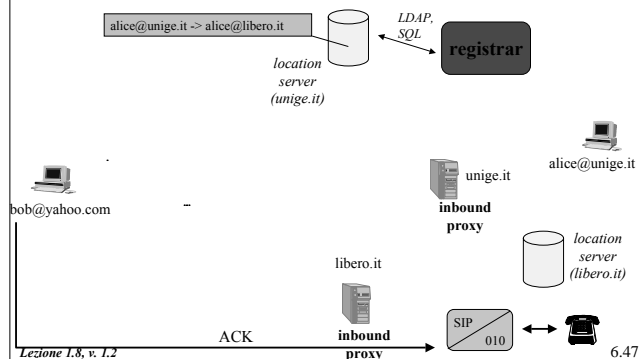 alice@unige.it -> alice@libero.it
LDAP,
SQL
registrar
location
server
(unige.it)
alice@unige.it
unige.it
inbound
proxy
bob@yahoo.com
location
server
(libero.it)
libero.it
inbound
proxy
SIP
010
ACK
Lezione 1.8, v. 1.2
6.47